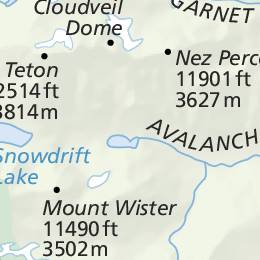 Cloudveil
Dome
GARNET
Nez Perc
11901 ft
3627 m
Teton
2514 ft
3814 m
AVALANCH
Snowdrift
Lake
Mount Wister
11490 ft
3502 m